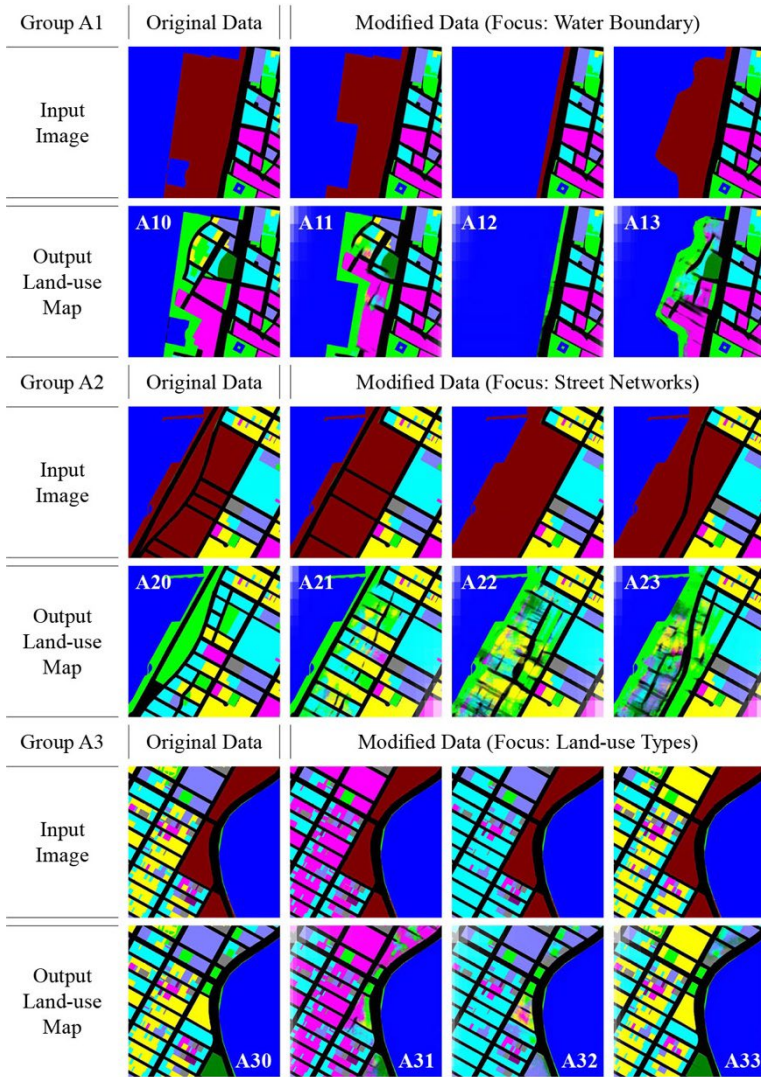 Group A1 Original Data Modified Data (Focus: Water Boundary)
Input
Image
A10 A11 A12 A13
Output
Land-use
Map
Group A2 Original Data Modified Data (Focus: Street Networks)
Input
Image
A20 A21 A22 A23
Output
Land-use
Map
Group A3 Original Data Modified Data (Focus: Land-use Types)
Input
Image
Output
Land-use
Map
A30 A31 A32 A33